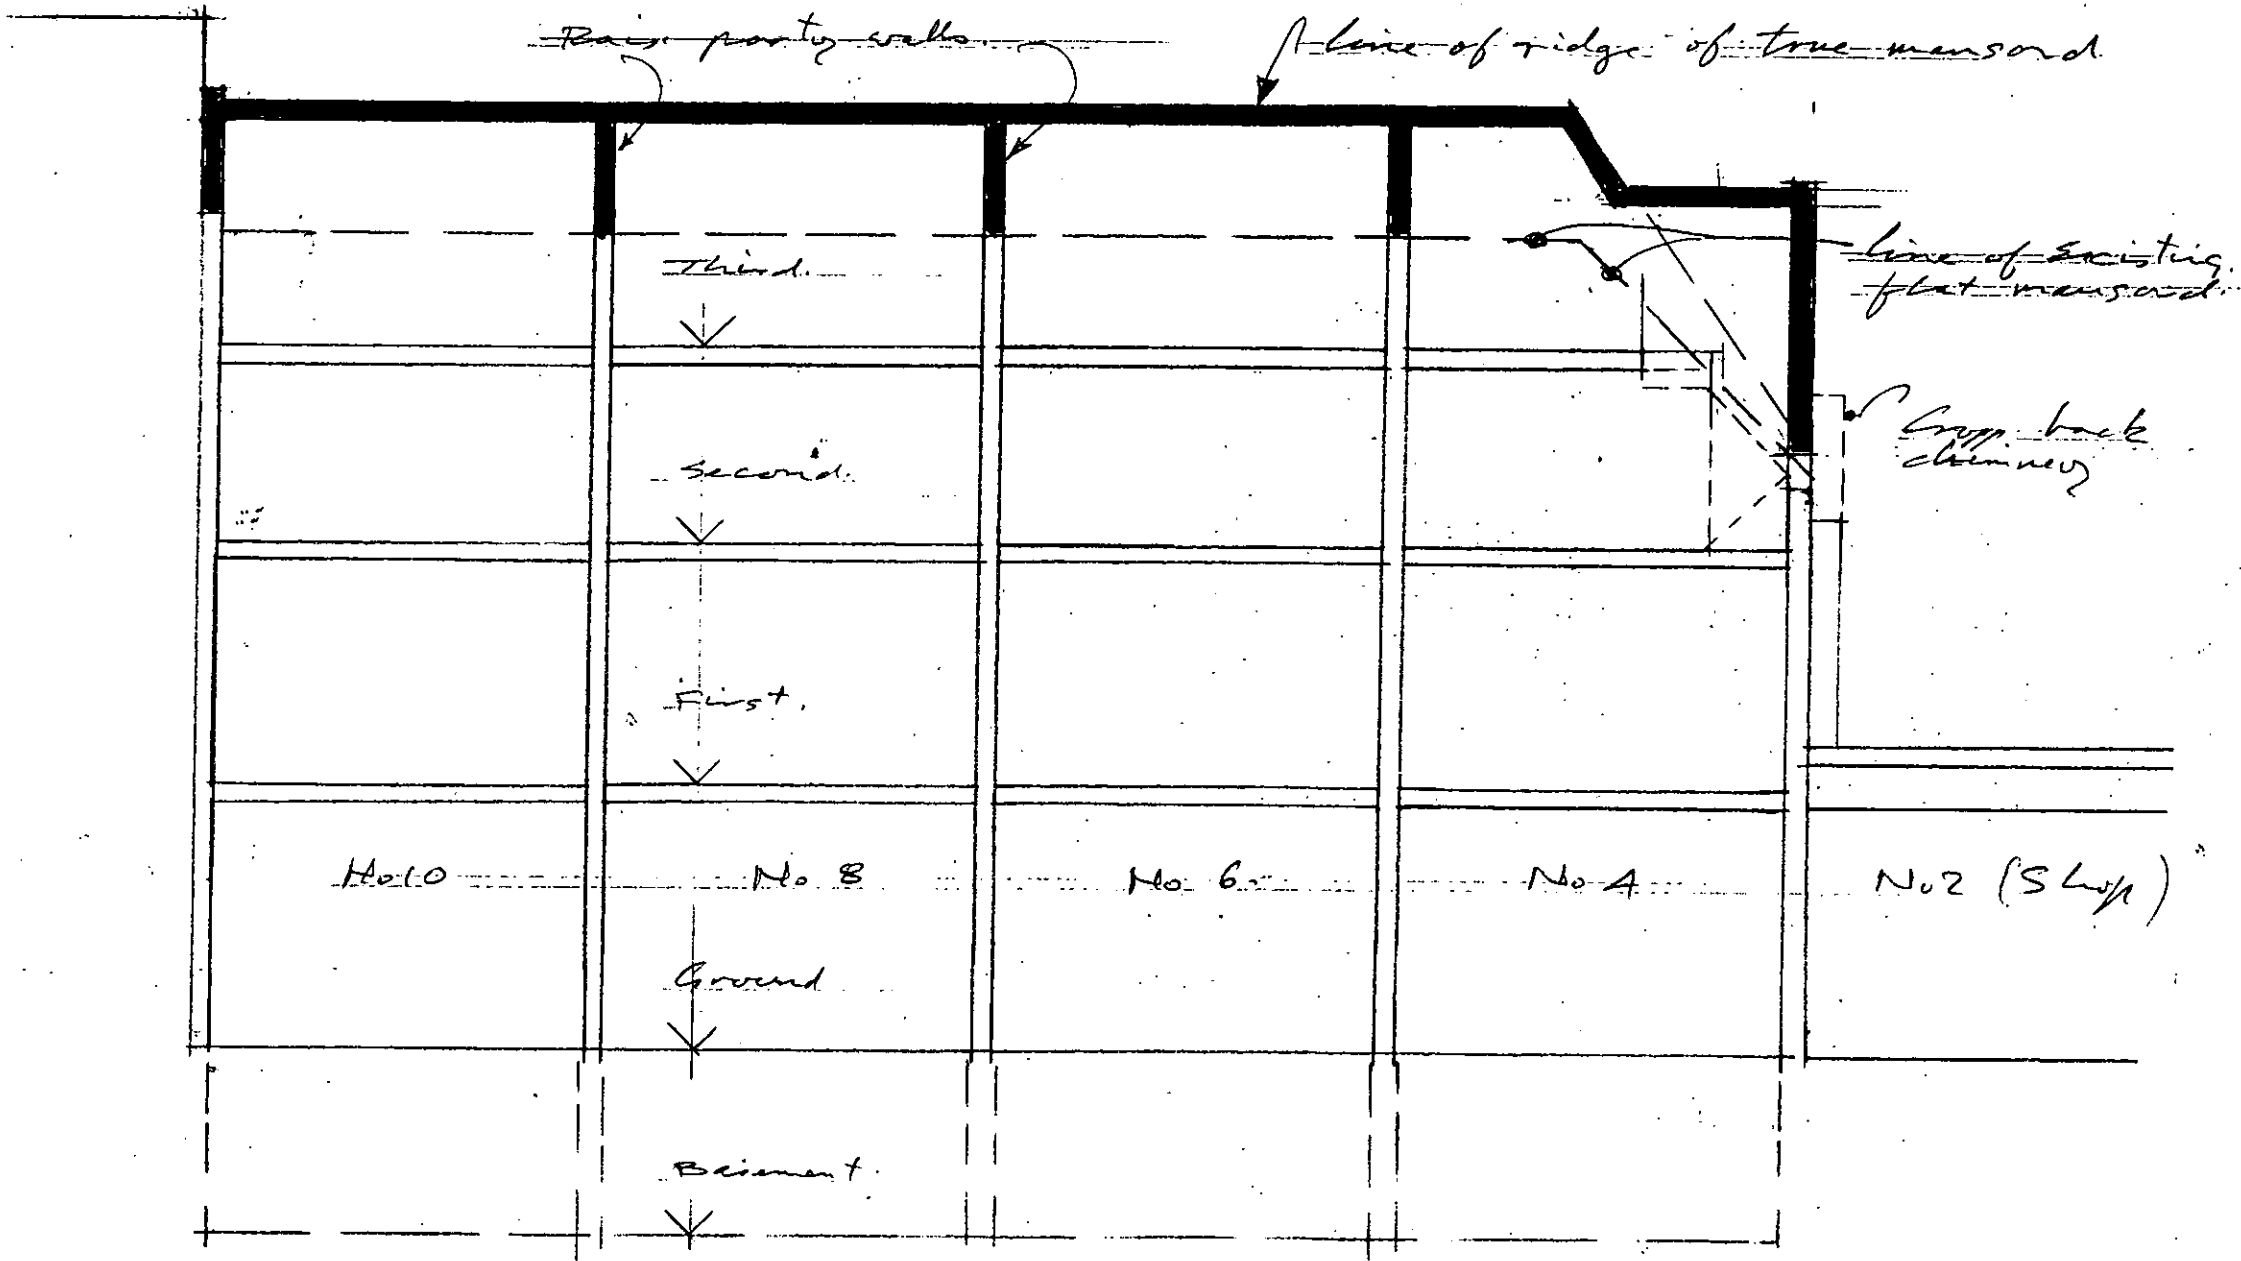 Raise party walls.
line of ridge of true mansard
Third.
line of existing
flat mansard.
Second.
Crop back
chimney
First.
No 10
No 8
No 6
No 4
No 2 (Shop)
Ground
Basement.